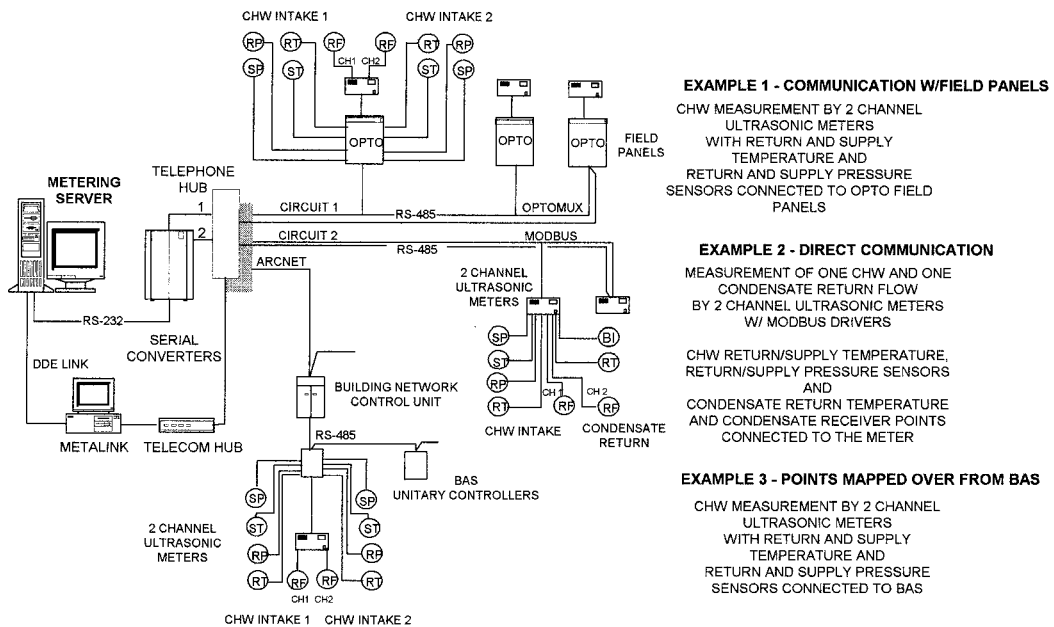 CHW INTAKE 1
CHW INTAKE 2
RP RT RF RF RT RP
CH1 CH2
SP ST ST SP
OPTO OPTO OPTO
FIELD
PANELS
TELEPHONE
HUB
METERING
SERVER
1
2
CIRCUIT 1
RS-485
OPTOMUX
CIRCUIT 2
RS-485
MODBUS
ARCNET
RS-232
SERIAL
CONVERTERS
DDE LINK
METALINK
TELECOM HUB
2 CHANNEL
ULTRASONIC
METERS
SP BI
ST RT
RP
RT CH 1 RF CH 2 RF
CHW INTAKE
CONDENSATE
RETURN
BUILDING NETWORK
CONTROL UNIT
RS-485
BAS
UNITARY CONTROLLERS
SP SP
ST ST
2 CHANNEL
ULTRASONIC
METERS
RP RP
RT RF RF RT
CH1 CH2
CHW INTAKE 1 CHW INTAKE 2
EXAMPLE 1 - COMMUNICATION W/FIELD PANELS
CHW MEASUREMENT BY 2 CHANNEL
ULTRASONIC METERS
WITH RETURN AND SUPPLY
TEMPERATURE AND
RETURN AND SUPPLY PRESSURE
SENSORS CONNECTED TO OPTO FIELD
PANELS
EXAMPLE 2 - DIRECT COMMUNICATION
MEASUREMENT OF ONE CHW AND ONE
CONDENSATE RETURN FLOW
BY 2 CHANNEL ULTRASONIC METERS
W/ MODBUS DRIVERS
CHW RETURN/SUPPLY TEMPERATURE,
RETURN/SUPPLY PRESSURE SENSORS
AND
CONDENSATE RETURN TEMPERATURE
AND CONDENSATE RECEIVER POINTS
CONNECTED TO THE METER
EXAMPLE 3 - POINTS MAPPED OVER FROM BAS
CHW MEASUREMENT BY 2 CHANNEL
ULTRASONIC METERS
WITH RETURN AND SUPPLY
TEMPERATURE AND
RETURN AND SUPPLY PRESSURE
SENSORS CONNECTED TO BAS